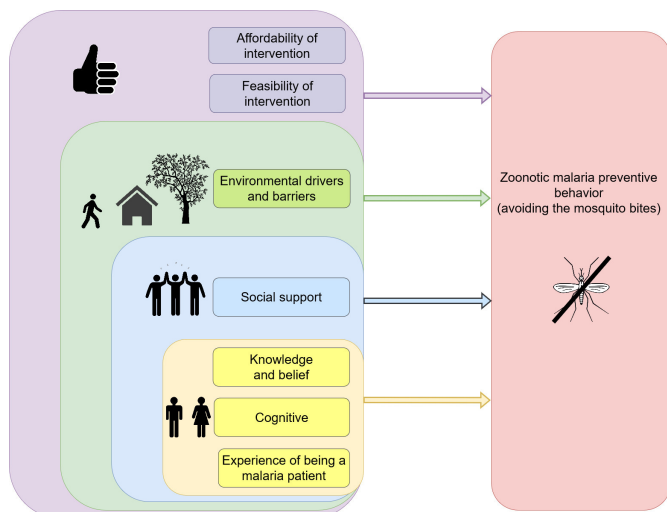 Affordability of
intervention
Feasibility of
intervention
Environmental drivers
and barriers
Social support
Knowledge
and belief
Cognitive
Experience of being a
malaria patient
Zoonotic malaria preventive
behavior
(avoiding the mosquito bites)